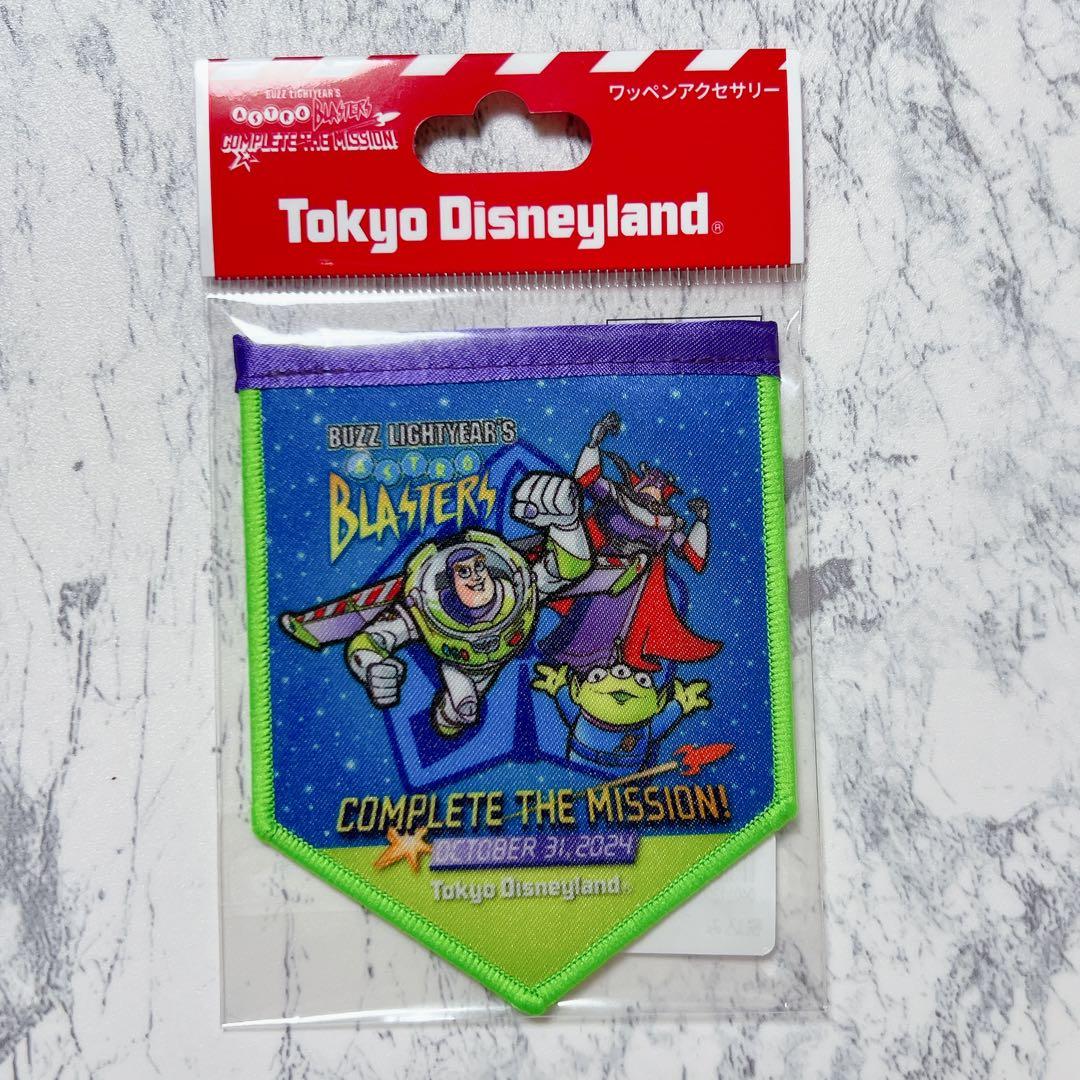 ワッペンアクセサリー
BUZZ LIGHTYEAR'S
ASTRO BLASTERS
COMPLETE THE MISSION!
Tokyo Disneyland®
BUZZ LIGHTYEAR'S
ASTRO
BLASTERS
COMPLETE THE MISSION!
OCTOBER 31, 2024
Tokyo Disneyland®